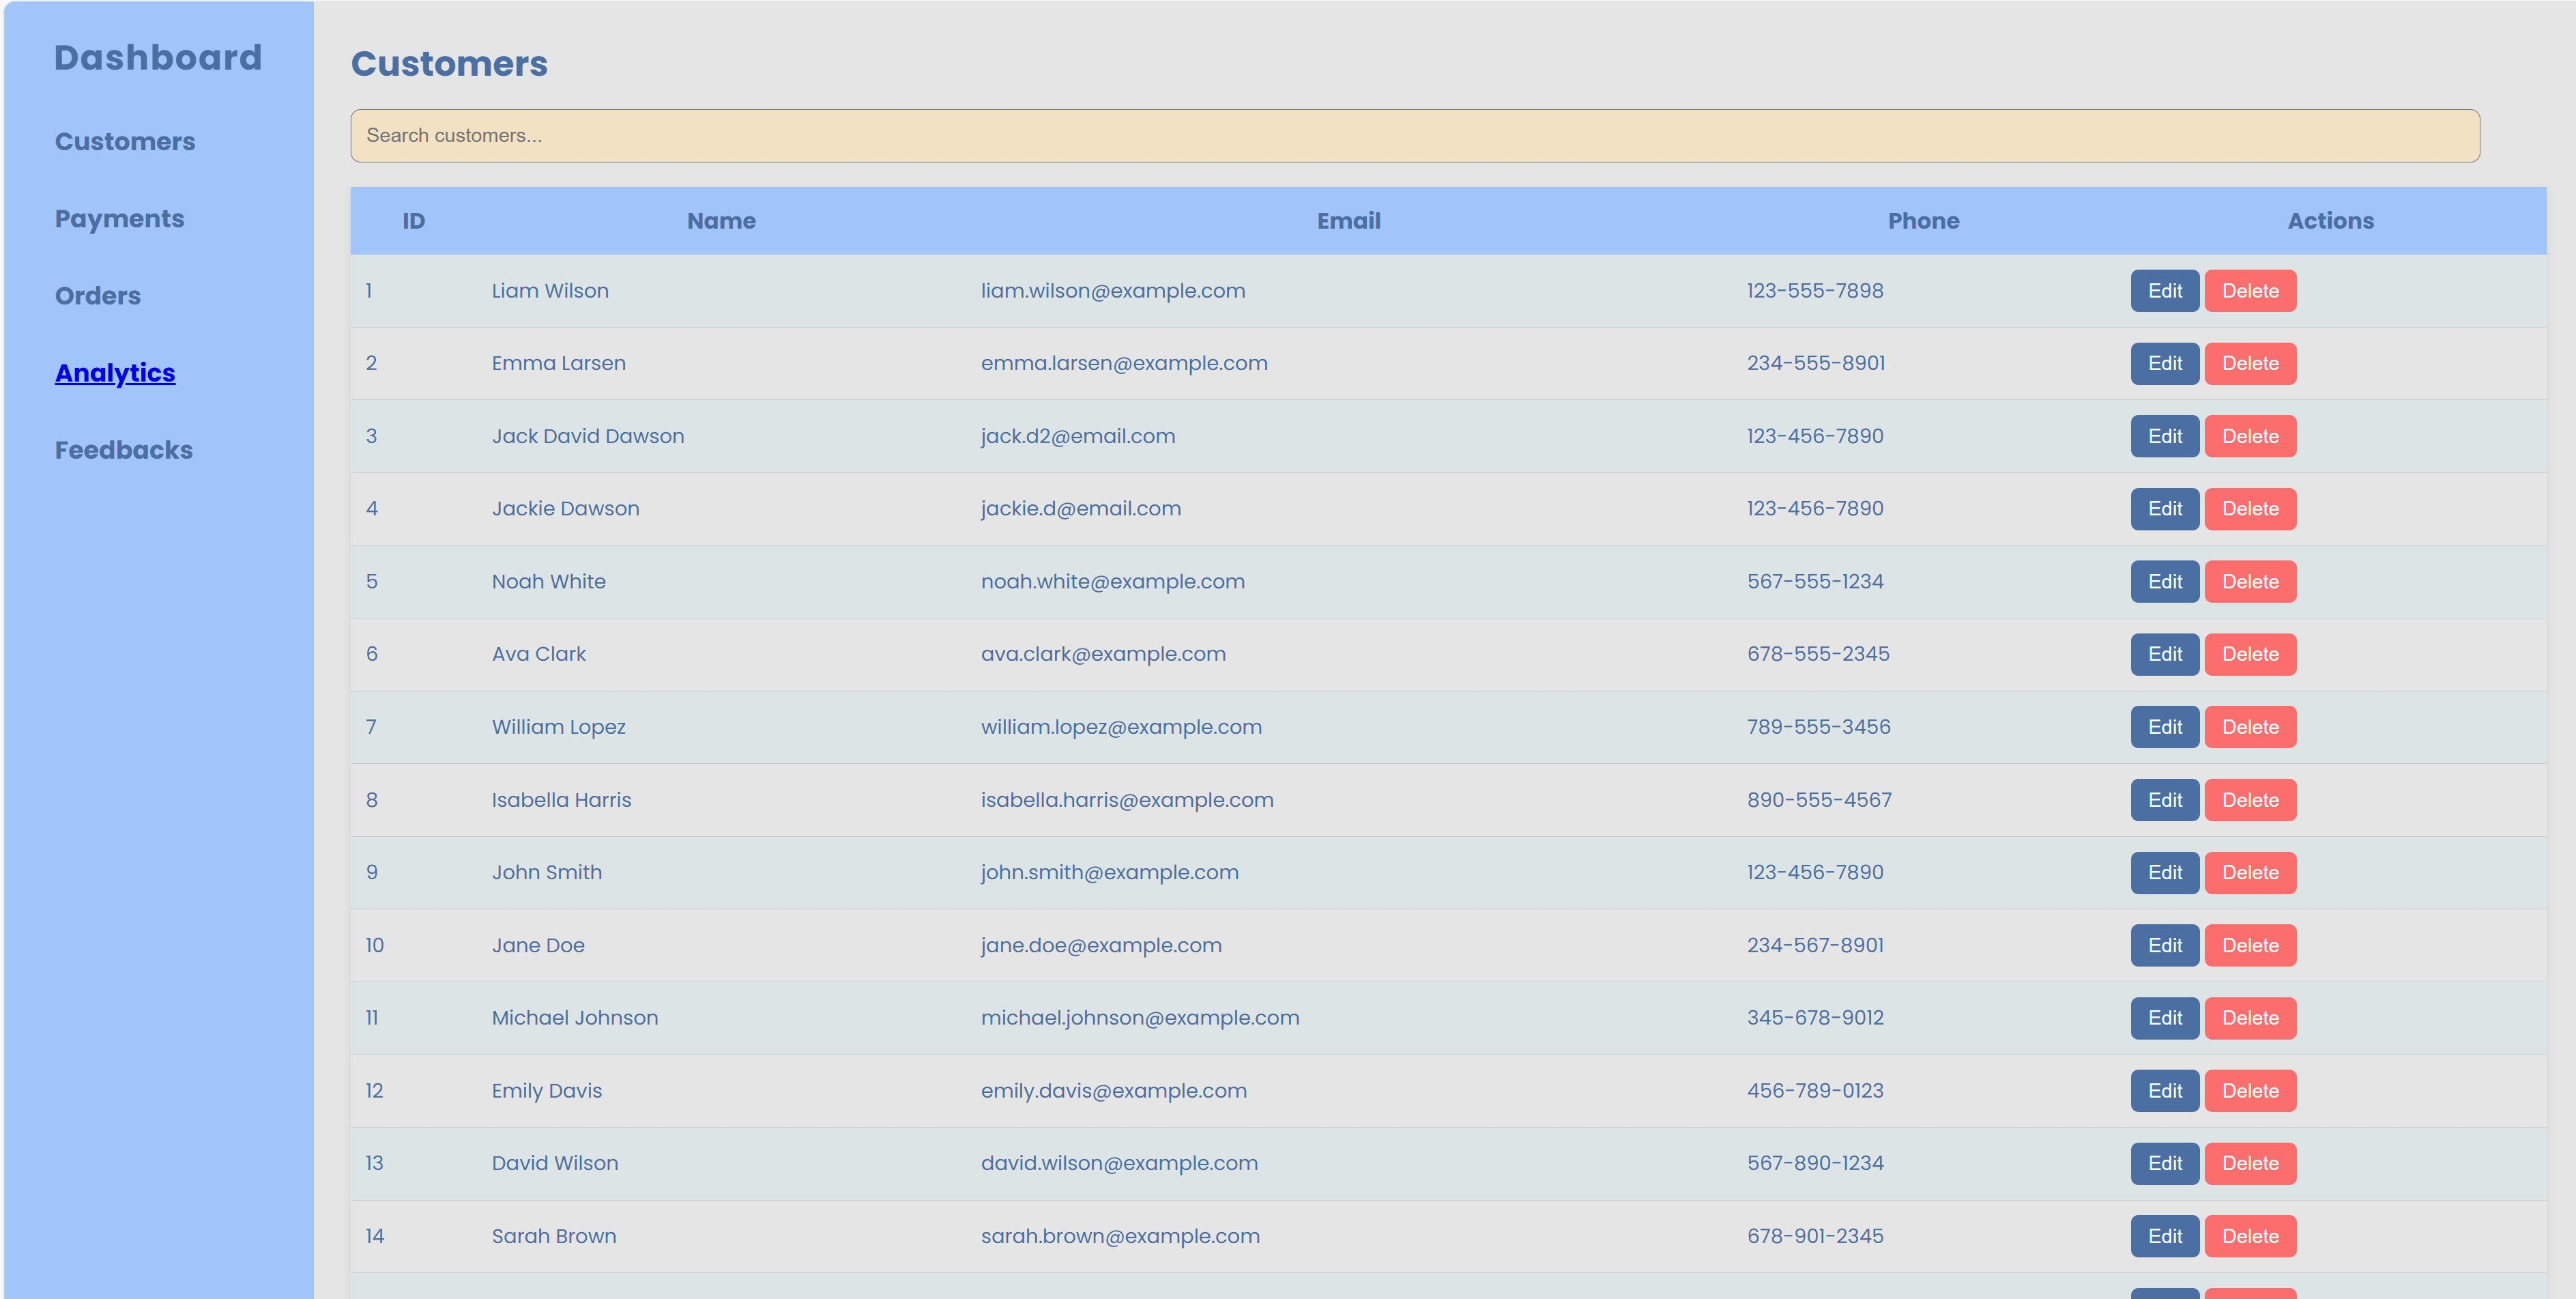 Dashboard
Customers
Payments
Orders
Analytics
Feedbacks
Customers
Search customers...
ID Name Email Phone Actions
1 Liam Wilson liam.wilson@example.com 123-555-7898 Edit Delete
2 Emma Larsen emma.larsen@example.com 234-555-8901 Edit Delete
3 Jack David Dawson jack.d2@email.com 123-456-7890 Edit Delete
4 Jackie Dawson jackie.d@email.com 123-456-7890 Edit Delete
5 Noah White noah.white@example.com 567-555-1234 Edit Delete
6 Ava Clark ava.clark@example.com 678-555-2345 Edit Delete
7 William Lopez william.lopez@example.com 789-555-3456 Edit Delete
8 Isabella Harris isabella.harris@example.com 890-555-4567 Edit Delete
9 John Smith john.smith@example.com 123-456-7890 Edit Delete
10 Jane Doe jane.doe@example.com 234-567-8901 Edit Delete
11 Michael Johnson michael.johnson@example.com 345-678-9012 Edit Delete
12 Emily Davis emily.davis@example.com 456-789-0123 Edit Delete
13 David Wilson david.wilson@example.com 567-890-1234 Edit Delete
14 Sarah Brown sarah.brown@example.com 678-901-2345 Edit Delete